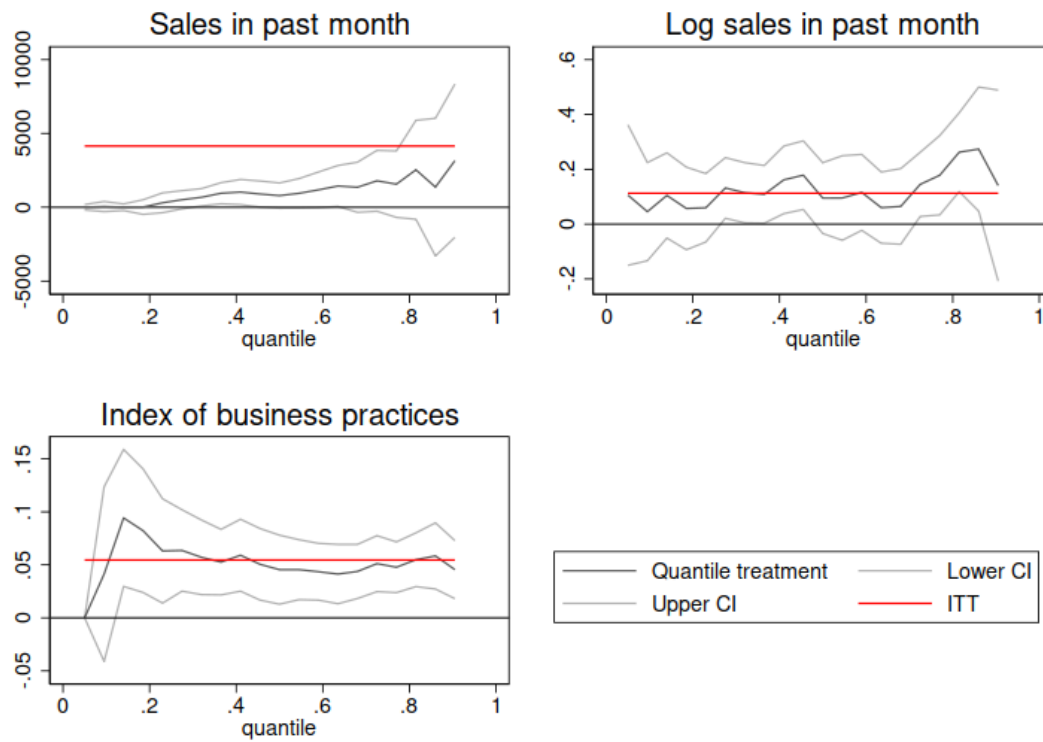 Sales in past month
10000
5000
0
-5000
0 .2 .4 .6 .8 1
quantile
Log sales in past month
.6
.4
.2
0
-.2
0 .2 .4 .6 .8 1
quantile
Index of business practices
.15
.1
.05
0
-.05
0 .2 .4 .6 .8 1
quantile
Quantile treatment Lower CI
Upper CI ITT